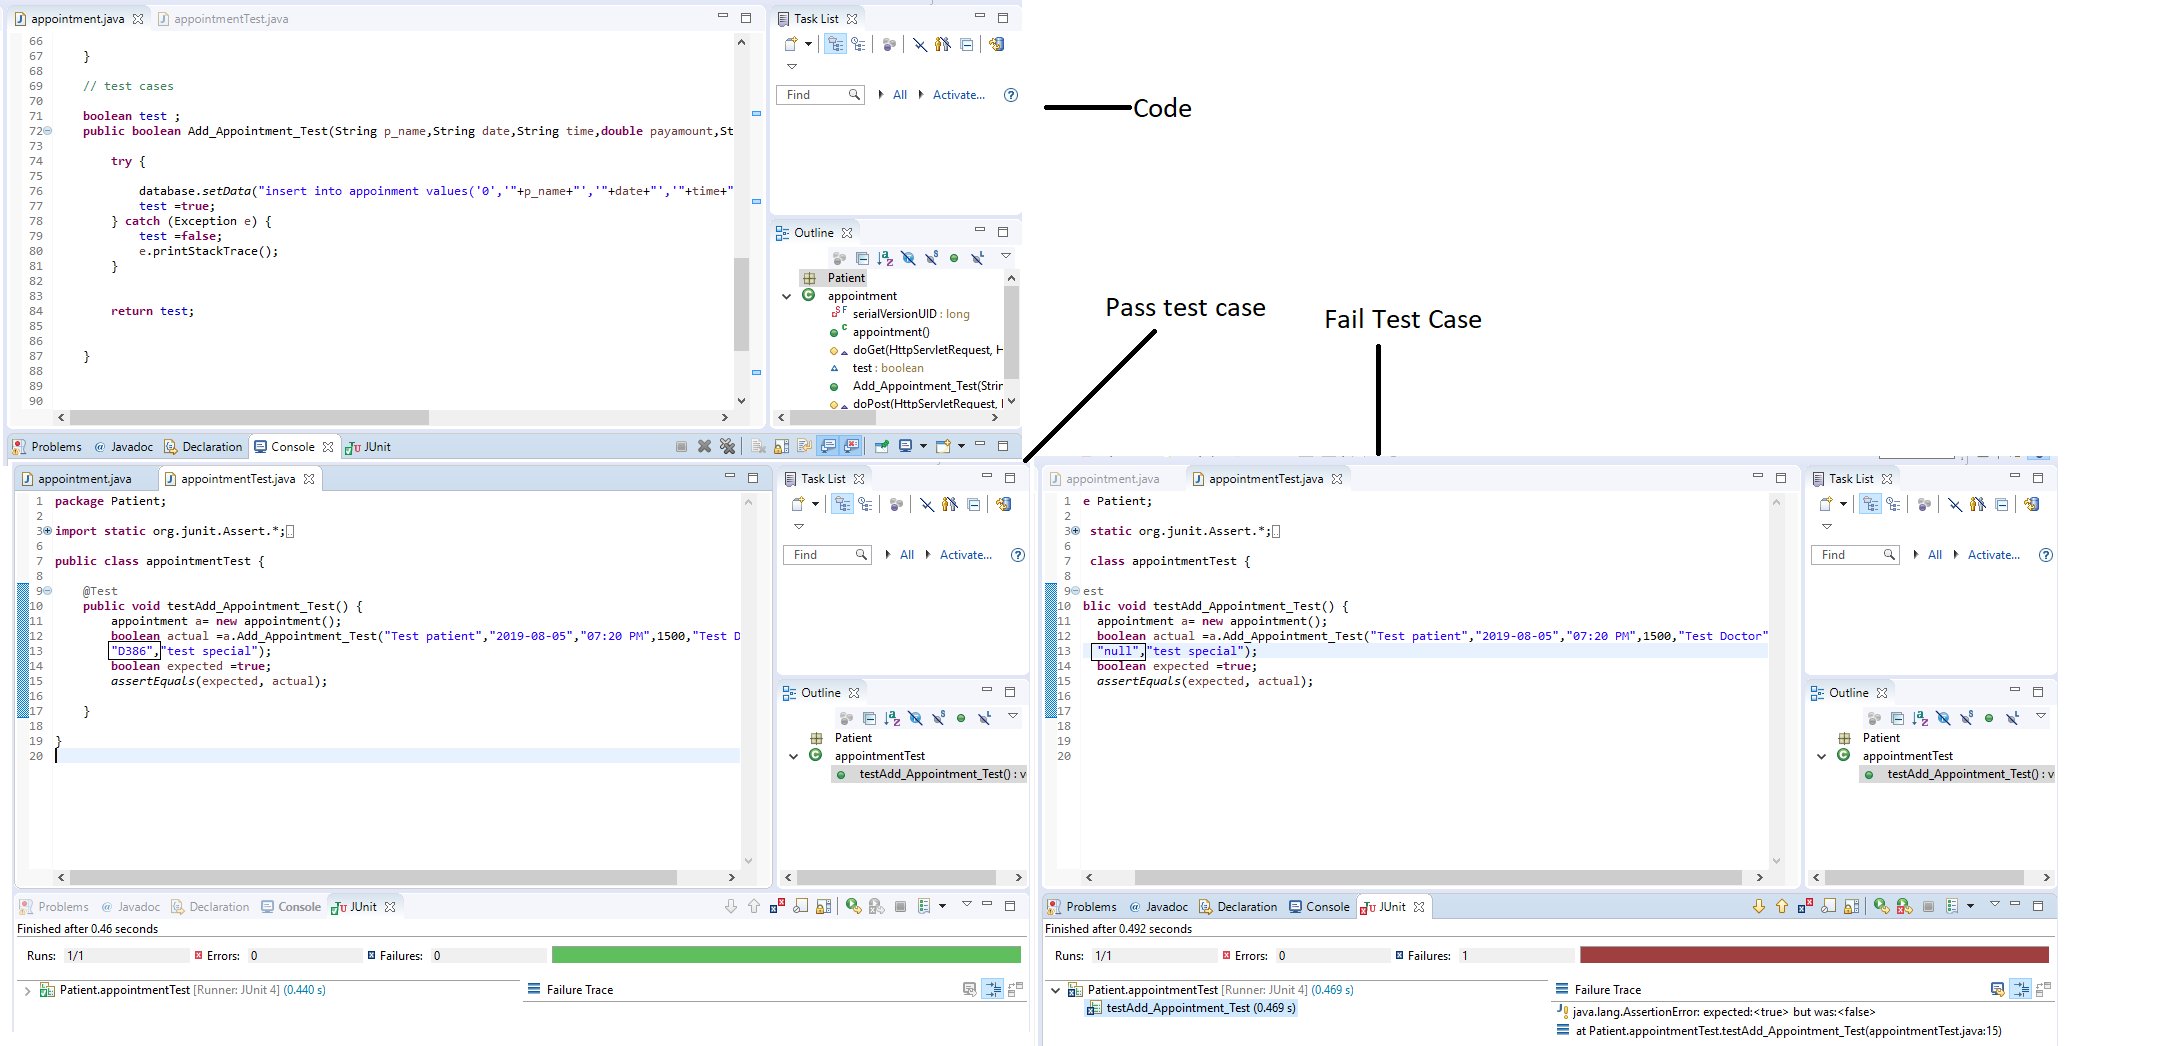 appointment.java
appointmentTest.java
66
67 }
68
69 // test cases
70
71 boolean test ;
72 public boolean Add_Appointment_Test(String p_name,String date,String time,double payamount,St
73
74 try {
75
76 database.setData("insert into appoinment values('0','"+p_name+"','"+date+"','"+time+"
77 test =true;
78 } catch (Exception e) {
79 test =false;
80 e.printStackTrace();
81 }
82
83
84 return test;
85
86
87 }
88
89
90
Task List
Find
All
Activate...
Outline
Patient
appointment
serialVersionUID : long
appointment()
doGet(HttpServletRequest, H
test : boolean
Add_Appointment_Test(Strin
doPost(HttpServletRequest, I
Problems @ Javadoc Declaration Console JUnit
Code
Pass test case
Fail Test Case
appointment.java
appointmentTest.java
1 package Patient;
2
3 import static org.junit.Assert.*;
6
7 public class appointmentTest {
8
9 @Test
10 public void testAdd_Appointment_Test() {
11 appointment a= new appointment();
12 boolean actual =a.Add_Appointment_Test("Test patient","2019-08-05","07:20 PM",1500,"Test D
13 "D386","test special");
14 boolean expected =true;
15 assertEquals(expected, actual);
16
17 }
18
19 }
20
Task List
Find
All
Activate...
Outline
Patient
appointmentTest
testAdd_Appointment_Test() : v
Problems @ Javadoc Declaration Console JUnit
Finished after 0.46 seconds
Runs: 1/1 Errors: 0 Failures: 0
Patient.appointmentTest [Runner: JUnit 4] (0.440 s)
Failure Trace
appointment.java
appointmentTest.java
1 e Patient;
2
3 static org.junit.Assert.*;
6
7 class appointmentTest {
8
9 est
10 blic void testAdd_Appointment_Test() {
11 appointment a= new appointment();
12 boolean actual =a.Add_Appointment_Test("Test patient","2019-08-05","07:20 PM",1500,"Test Doctor"
13 "null","test special");
14 boolean expected =true;
15 assertEquals(expected, actual);
16
17
18
19
20
Task List
Find
All
Activate...
Outline
Patient
appointmentTest
testAdd_Appointment_Test() : v
Problems @ Javadoc Declaration Console JUnit
Finished after 0.492 seconds
Runs: 1/1 Errors: 0 Failures: 1
Patient.appointmentTest [Runner: JUnit 4] (0.469 s)
testAdd_Appointment_Test (0.469 s)
Failure Trace
java.lang.AssertionError: expected:<true> but was:<false>
at Patient.appointmentTest.testAdd_Appointment_Test(appointmentTest.java:15)